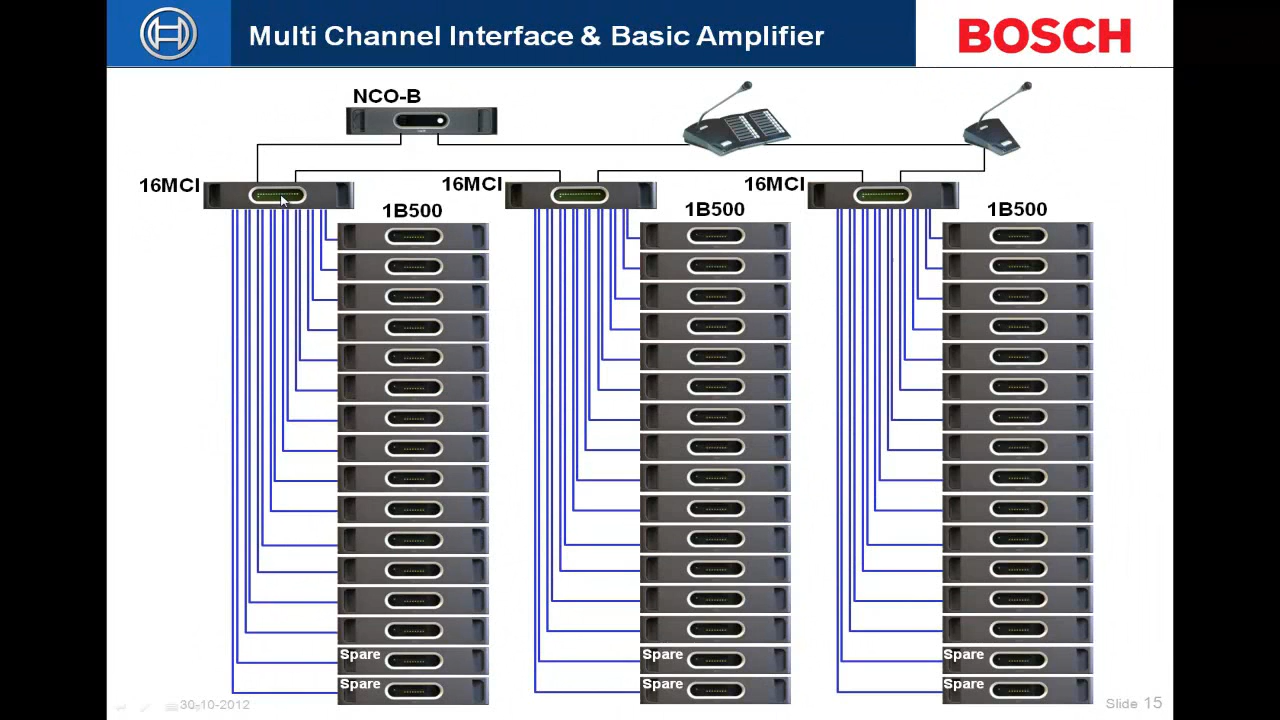 Multi Channel Interface & Basic Amplifier
BOSCH
NCO-B
16MCI
16MCI
16MCI
1B500
1B500
1B500
Spare
Spare
Spare
Spare
Spare
Spare
30-10-2012
Slide 15